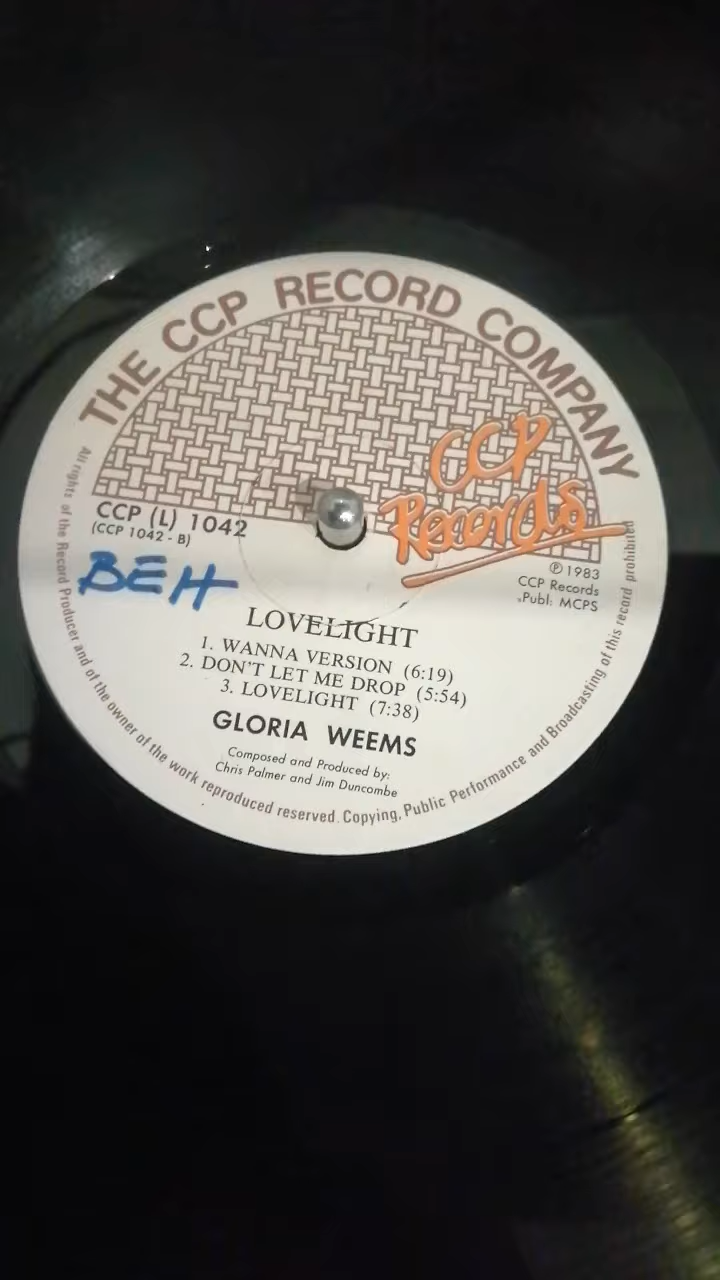 THE CCP RECORD COMPANY
CCP
Records
CCP (L) 1042
(CCP 1042 - B)
BEH
℗ 1983
CCP Records
Publ: MCPS
LOVELIGHT
1. WANNA VERSION (6:19)
2. DON'T LET ME DROP (5:54)
3. LOVELIGHT (7:38)
GLORIA WEEMS
Composed and Produced by:
Chris Palmer and Jim Duncombe
All rights of the Record Producer and of the owner of the work reproduced reserved. Copying, Public Performance and Broadcasting of this record prohibited